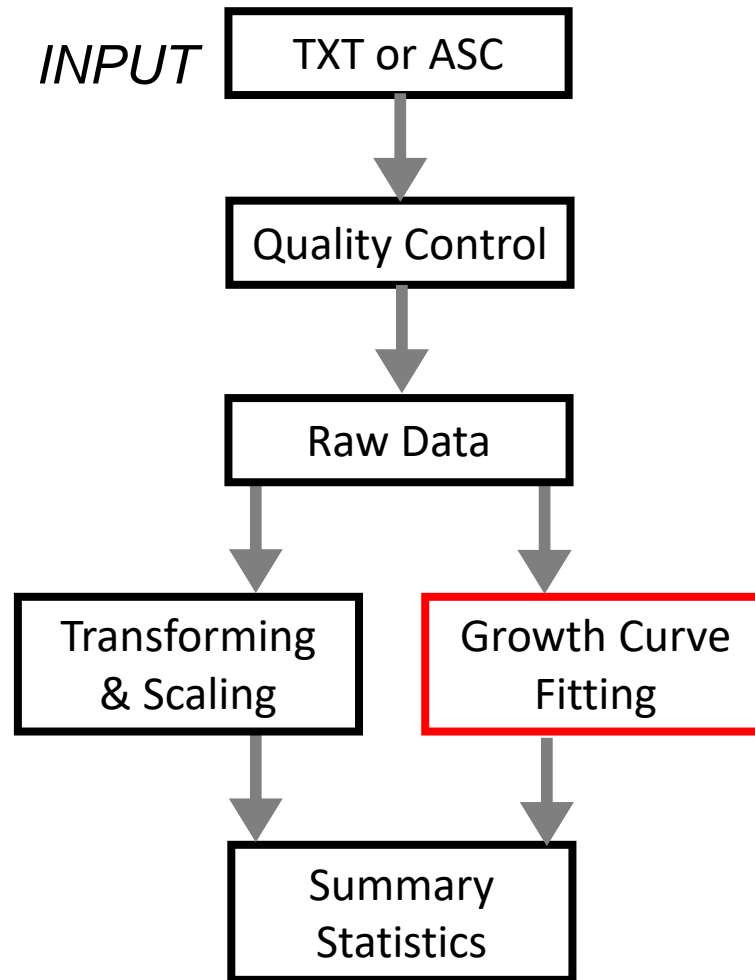 INPUT
TXT or ASC
Quality Control
Raw Data
Transforming
& Scaling
Growth Curve
Fitting
Summary
Statistics